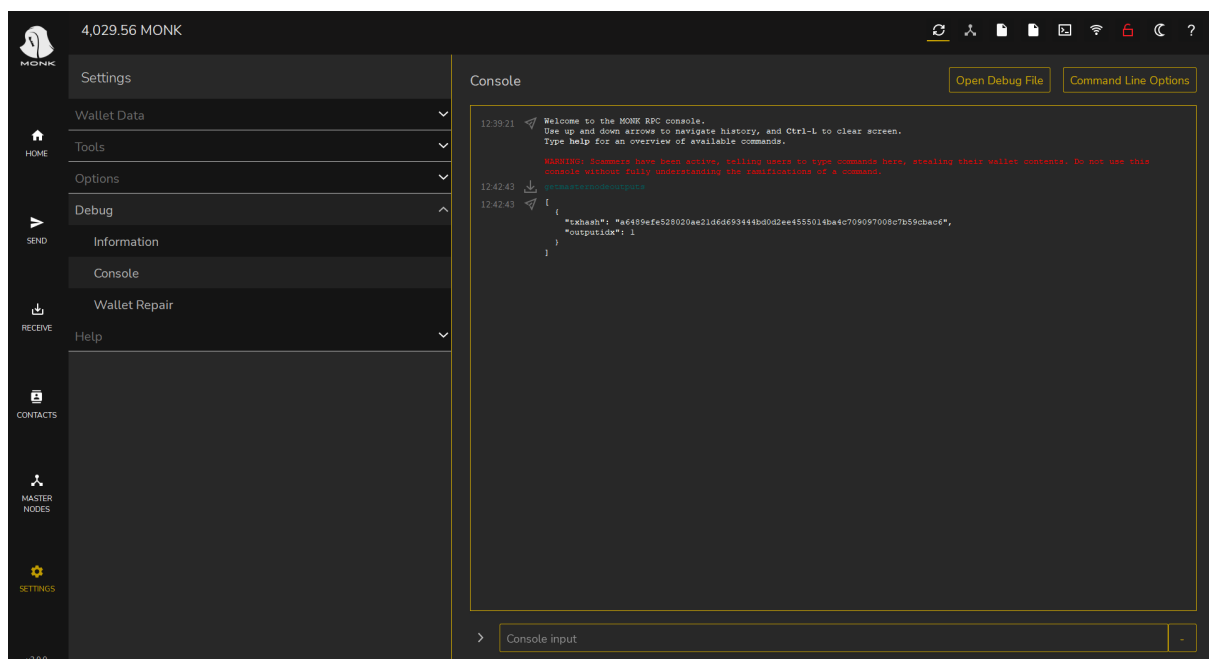 4,029.56 MONK
?
MONK
HOME
SEND
RECEIVE
CONTACTS
MASTER
NODES
SETTINGS
Settings
Wallet Data
Tools
Options
Debug
Information
Console
Wallet Repair
Help
Console
Open Debug File
Command Line Options
12:39:21 Welcome to the MONK RPC console.
Use up and down arrows to navigate history, and Ctrl-L to clear screen.
Type help for an overview of available commands.
WARNING: Scammers have been active, telling users to type commands here, stealing their wallet contents. Do not use this
console without fully understanding the ramifications of a command.
12:42:43 getmasternodeoutputs
12:42:43 [
{
"txhash": "a6489efe528020ae21d6d693444bd0d2ee4555014ba4c709097008c7b59cbac6",
"outputidx": 1
}
]
> Console input
-